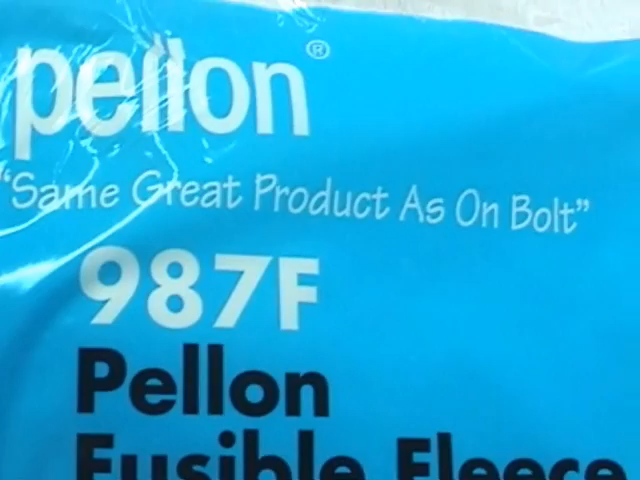 pellon®
"Same Great Product As On Bolt"
987F
Pellon
Fusible Fleece